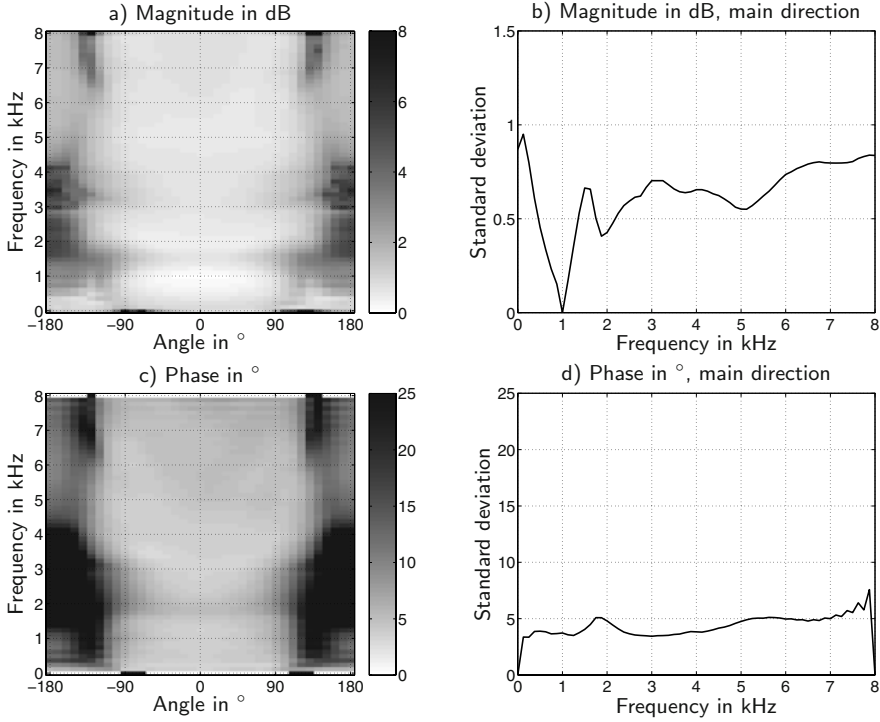 a) Magnitude in dB
Frequency in kHz
8
7
6
5
4
3
2
1
0
−180 −90 0 90 180
Angle in °
8
6
4
2
0
b) Magnitude in dB, main direction
Standard deviation
1.5
1
0.5
0
0 1 2 3 4 5 6 7 8
Frequency in kHz
c) Phase in °
Frequency in kHz
8
7
6
5
4
3
2
1
0
−180 −90 0 90 180
Angle in °
25
20
15
10
5
0
d) Phase in °, main direction
Standard deviation
25
20
15
10
5
0
0 1 2 3 4 5 6 7 8
Frequency in kHz